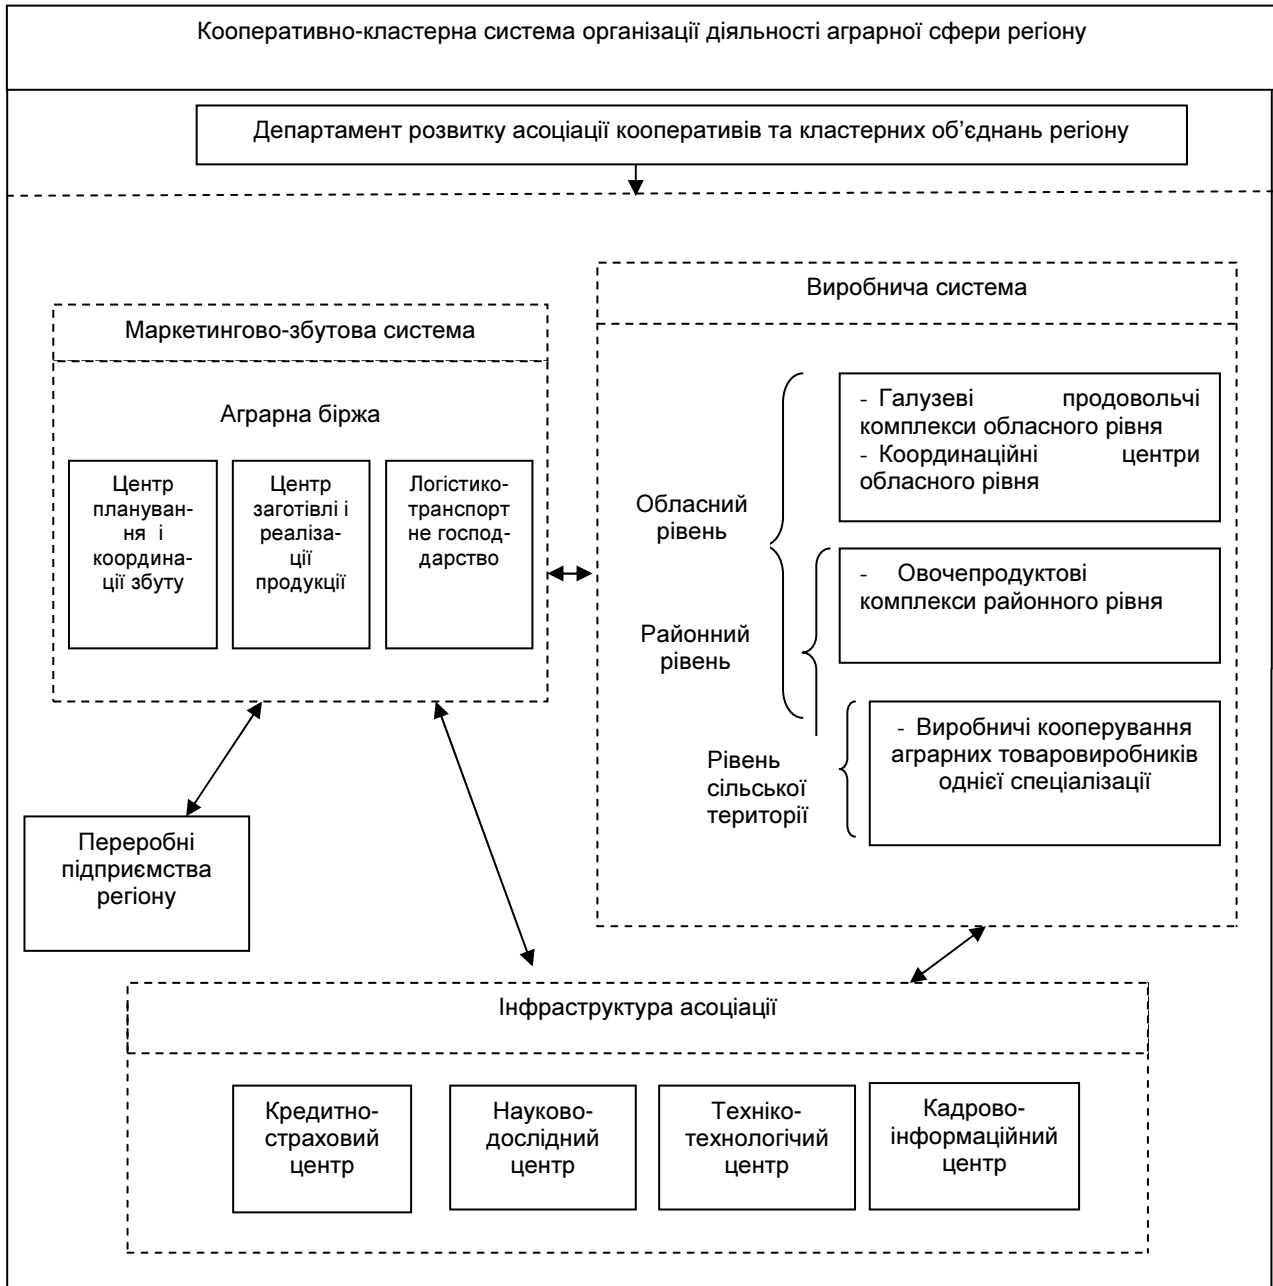 Кооперативно-кластерна система організації діяльності аграрної сфери регіону
Департамент розвитку асоціації кооперативів та кластерних об’єднань регіону
Маркетингово-збутова система
Аграрна біржа
Центр
плануван-
ня і
координа-
ції збуту
Центр
заготівлі і
реаліза-
ції
продукції
Логістико-
транспорт
не господ-
дарство
Виробнича система
Обласний
рівень
- Галузеві продовольчі
комплекси обласного рівня
- Координаційні центри
обласного рівня
Районний
рівень
- Овочепродуктові
комплекси районного рівня
Рівень
сільської
території
- Виробничі кооперування
аграрних товаровиробників
однієї спеціалізації
Переробні
підприємства
регіону
Інфраструктура асоціації
Кредитно-
страховий
центр
Науково-
дослідний
центр
Техніко-
технологічий
центр
Кадрово-
інформаційний
центр